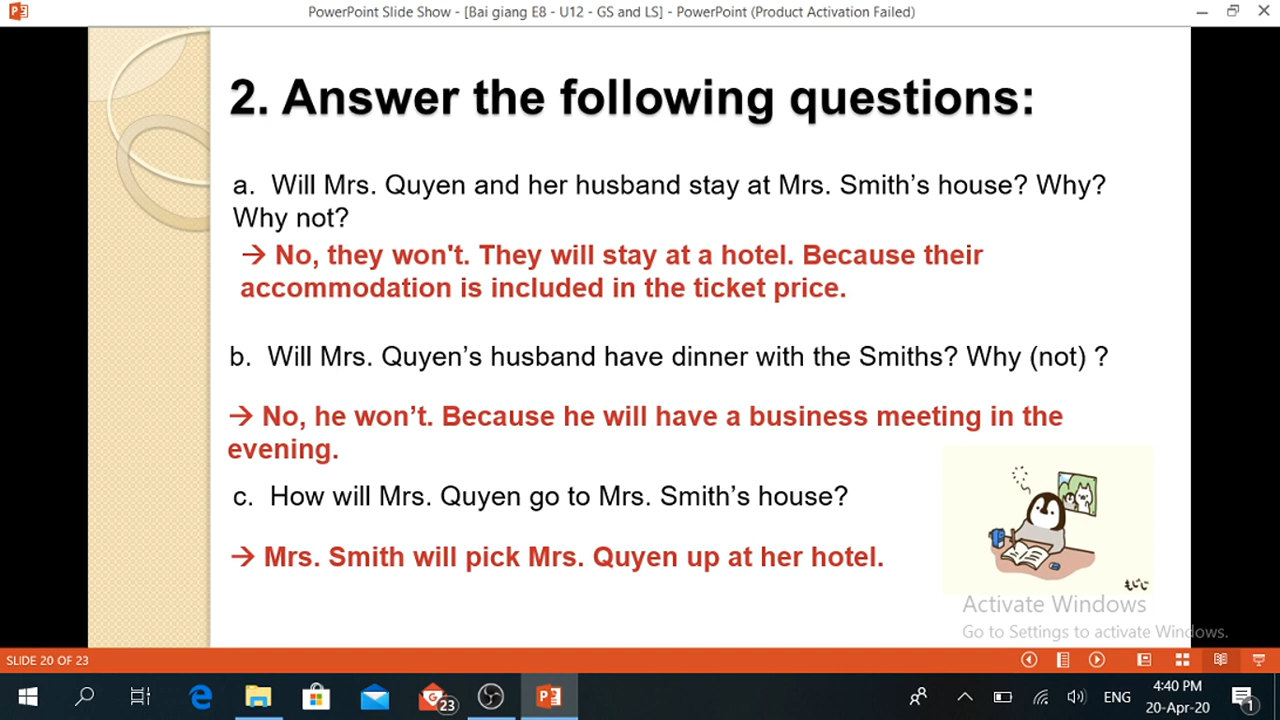 PowerPoint Slide Show - [Bai giang E8 - U12 - GS and LS] - PowerPoint (Product Activation Failed)
2. Answer the following questions:
a. Will Mrs. Quyen and her husband stay at Mrs. Smith’s house? Why?
Why not?
→ No, they won't. They will stay at a hotel. Because their
accommodation is included in the ticket price.
b. Will Mrs. Quyen’s husband have dinner with the Smiths? Why (not) ?
→ No, he won’t. Because he will have a business meeting in the
evening.
c. How will Mrs. Quyen go to Mrs. Smith’s house?
→ Mrs. Smith will pick Mrs. Quyen up at her hotel.
もじじ
Activate Windows
Go to Settings to activate Windows.
SLIDE 20 OF 23
23
ENG
4:40 PM
20-Apr-20
1